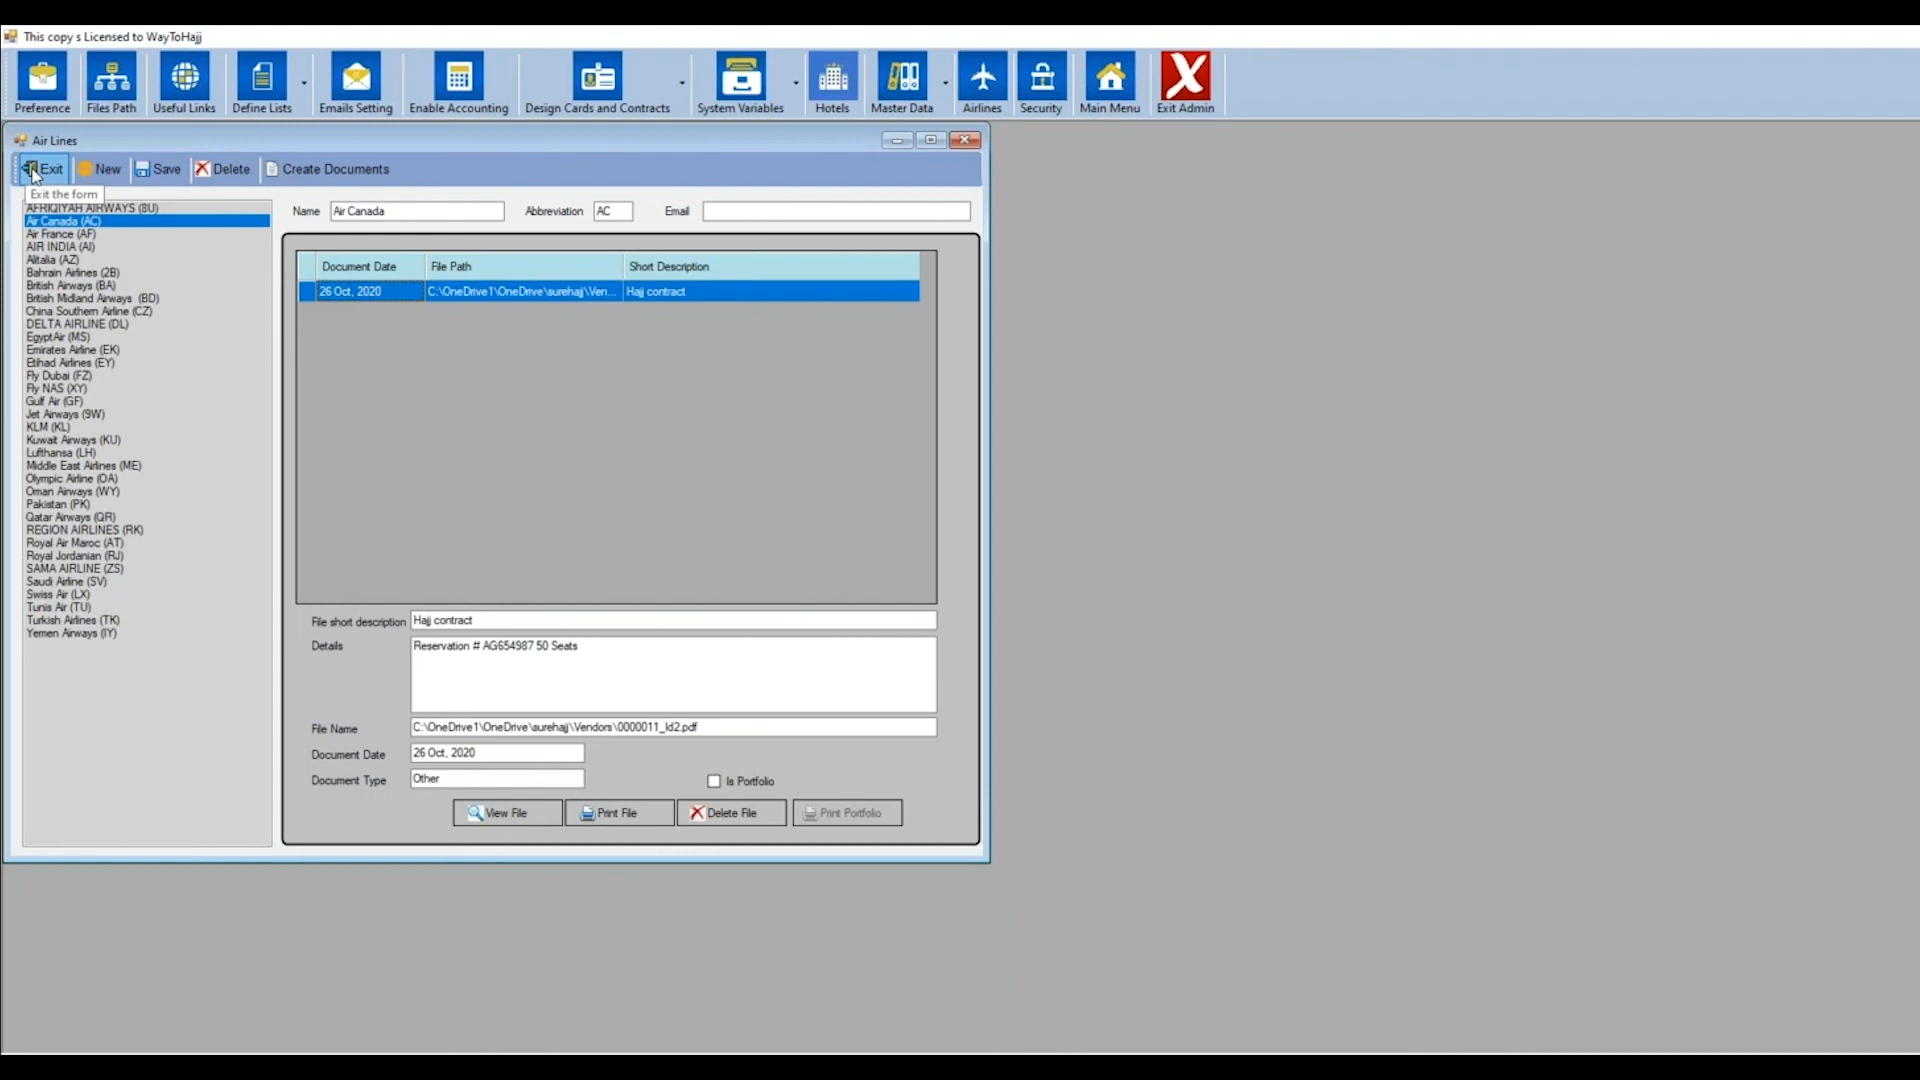 This copy s Licensed to WayToHajj
Preference Files Path Useful Links Define Lists Emails Setting Enable Accounting Design Cards and Contracts System Variables Hotels Master Data Airlines Security Main Menu Exit Admin
Air Lines
Exit New Save Delete Create Documents
Exit the form
AFRIQIYAH AIRWAYS (8U)
Air Canada (AC)
Air France (AF)
AIR INDIA (AI)
Alitalia (AZ)
Bahrain Airlines (2B)
British Airways (BA)
British Midland Airways (BD)
China Southern Airline (CZ)
DELTA AIRLINE (DL)
EgyptAir (MS)
Emirates Airline (EK)
Etihad Airlines (EY)
Fly Dubai (FZ)
Fly NAS (XY)
Gulf Air (GF)
Jet Airways (9W)
KLM (KL)
Kuwait Airways (KU)
Lufthansa (LH)
Middle East Airlines (ME)
Olympic Airline (OA)
Oman Airways (WY)
Pakistan (PK)
Qatar Airways (QR)
REGION AIRLINES (RK)
Royal Air Maroc (AT)
Royal Jordanian (RJ)
SAMA AIRLINE (ZS)
Saudi Airline (SV)
Swiss Air (LX)
Tunis Air (TU)
Turkish Airlines (TK)
Yemen Airways (IY)
Name Air Canada Abbreviation AC Email
Document Date File Path Short Description
26 Oct, 2020 C:\OneDrive1\OneDrive\surehajj\Ven... Hajj contract
File short description Hajj contract
Details Reservation # AG654987 50 Seats
File Name C:\OneDrive1\OneDrive\surehajj\Vendors\0000011_Id2.pdf
Document Date 26 Oct, 2020
Document Type Other Is Portfolio
View File Print File Delete File Print Portfolio